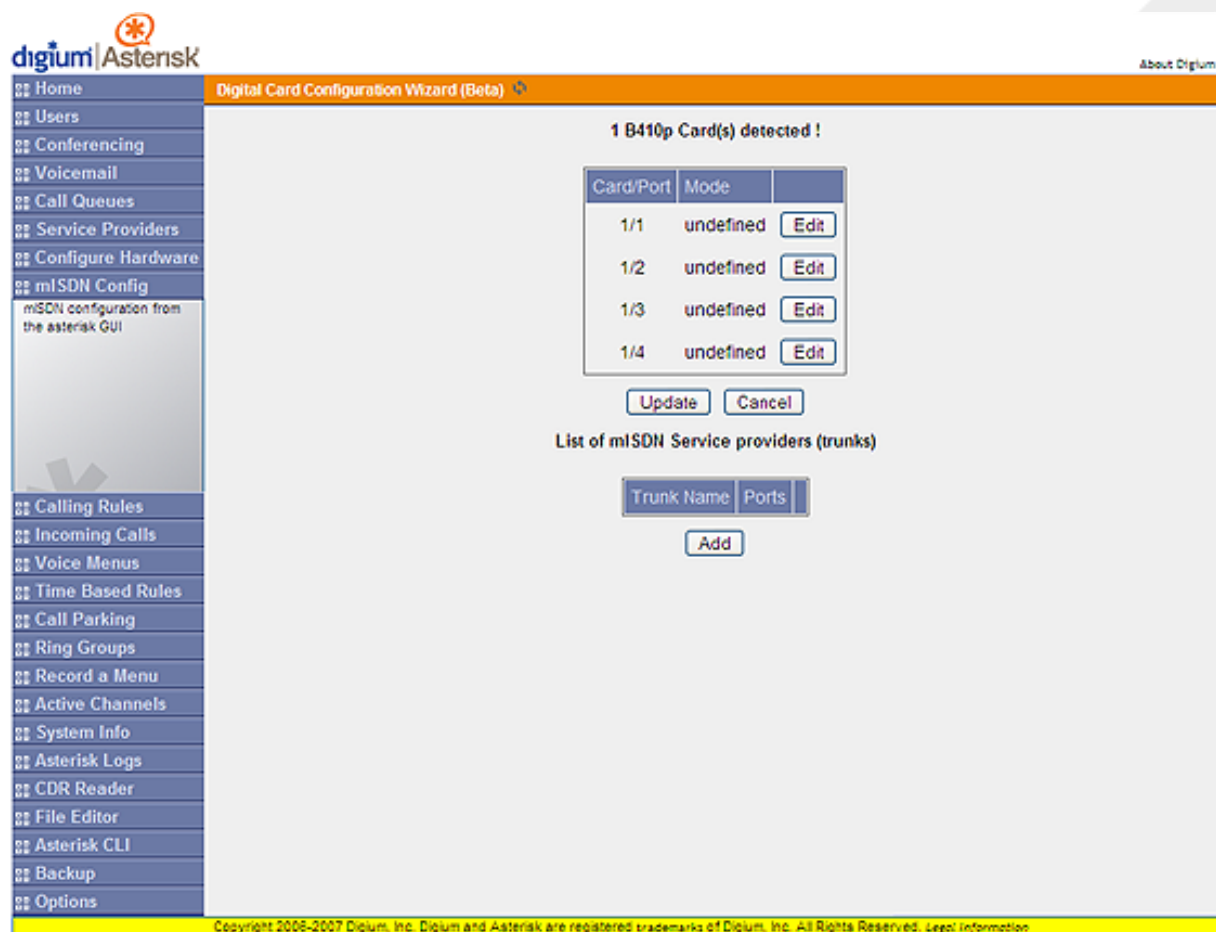 digium Asterisk
About Digium
Home
Users
Conferencing
Voicemail
Call Queues
Service Providers
Configure Hardware
mISDN Config
mISDN configuration from
the asterisk GUI
Calling Rules
Incoming Calls
Voice Menus
Time Based Rules
Call Parking
Ring Groups
Record a Menu
Active Channels
System Info
Asterisk Logs
CDR Reader
File Editor
Asterisk CLI
Backup
Options
Digital Card Configuration Wizard (Beta)
1 B410p Card(s) detected !
Card/Port Mode
1/1 undefined Edit
1/2 undefined Edit
1/3 undefined Edit
1/4 undefined Edit
Update Cancel
List of mISDN Service providers (trunks)
Trunk Name Ports
Add
Copyright 2006-2007 Digium, Inc. Digium and Asterisk are registered trademarks of Digium, Inc. All Rights Reserved. Legal Information